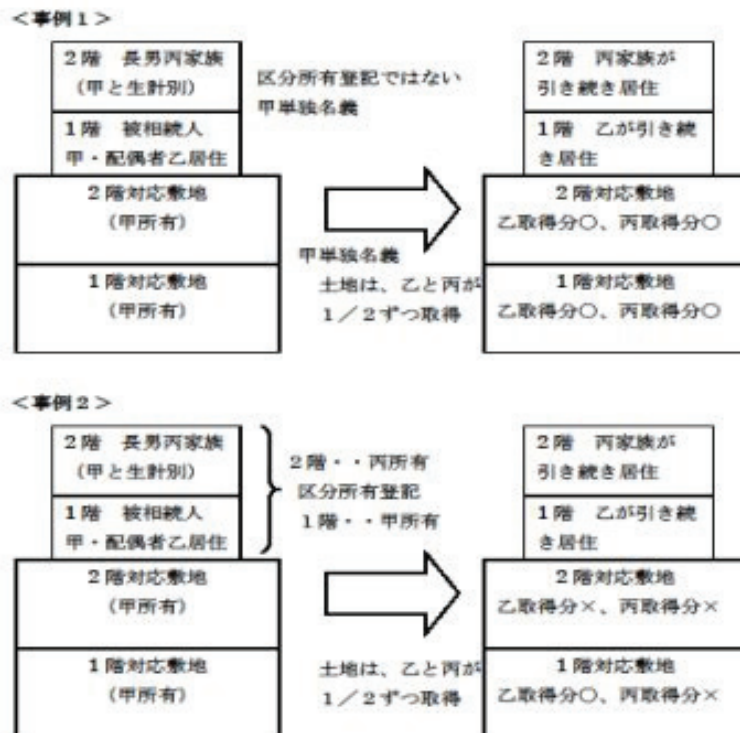 ＜事例１＞
２階　長男丙家族
（甲と生計別）
１階　被相続人
甲・配偶者乙居住
２階対応敷地
（甲所有）
１階対応敷地
（甲所有）
区分所有登記ではない
甲単独名義
甲単独名義
土地は、乙と丙が
１／２ずつ取得
２階　丙家族が
引き続き居住
１階　乙が引き続
き居住
２階対応敷地
乙取得分○、丙取得分○
１階対応敷地
乙取得分○、丙取得分○
＜事例２＞
２階　長男丙家族
（甲と生計別）
１階　被相続人
甲・配偶者乙居住
２階対応敷地
（甲所有）
１階対応敷地
（甲所有）
２階・・丙所有
区分所有登記
１階・・甲所有
土地は、乙と丙が
１／２ずつ取得
２階　丙家族が
引き続き居住
１階　乙が引き続
き居住
２階対応敷地
乙取得分×、丙取得分×
１階対応敷地
乙取得分○、丙取得分×